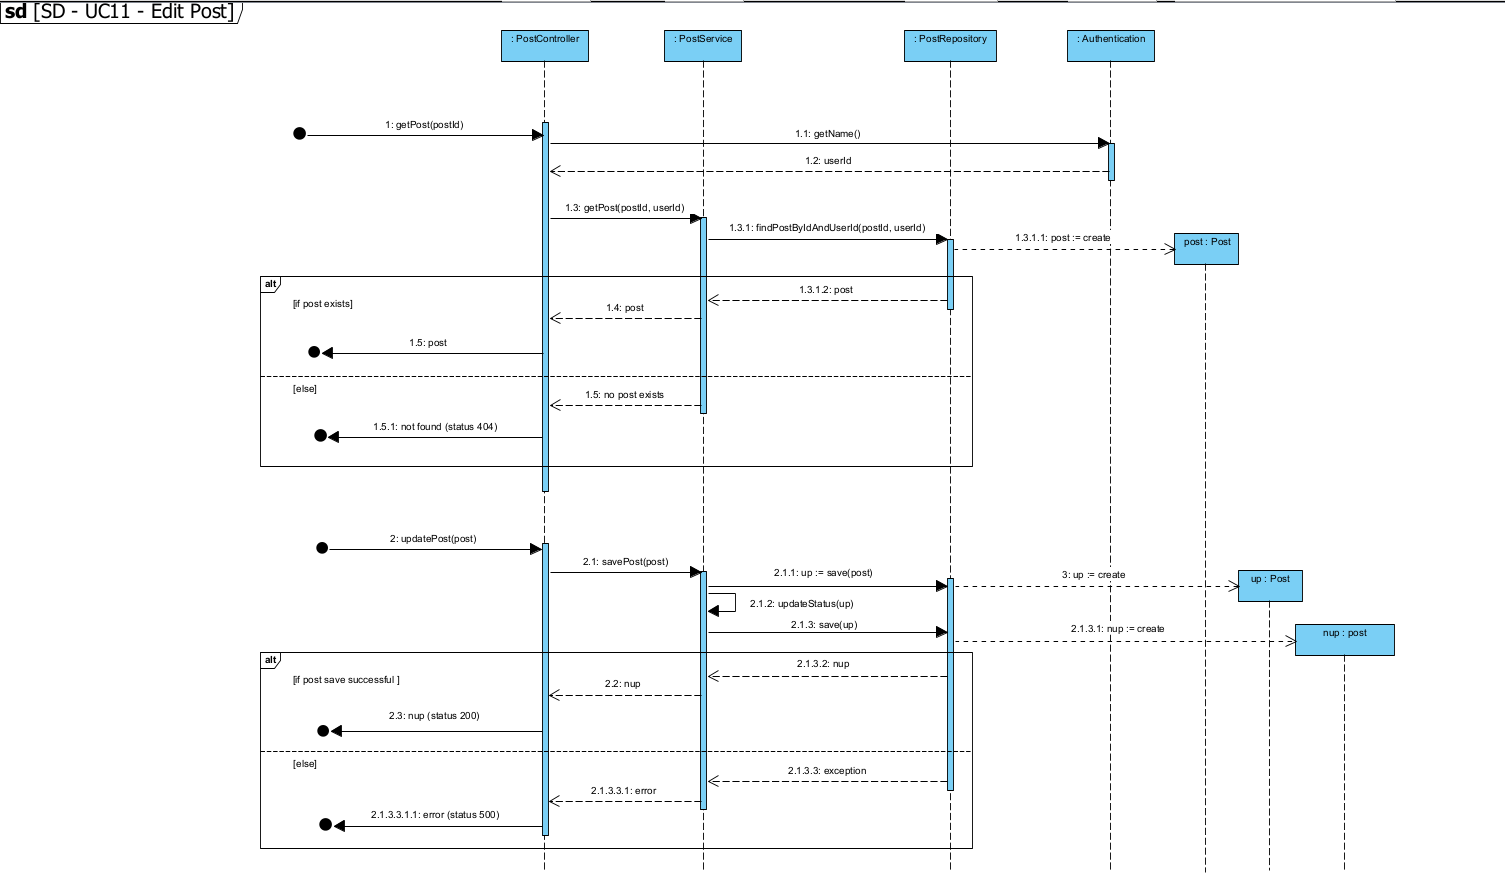 sd [SD - UC11 - Edit Post]
: PostController
: PostService
: PostRepository
: Authentication
1: getPost(postId)
1.1: getName()
1.2: userId
1.3: getPost(postId, userId)
1.3.1: findPostByIdAndUserId(postId, userId)
1.3.1.1: post := create
post : Post
alt
[if post exists]
1.3.1.2: post
1.4: post
1.5: post
[else]
1.5: no post exists
1.5.1: not found (status 404)
2: updatePost(post)
2.1: savePost(post)
2.1.1: up := save(post)
3: up := create
up : Post
2.1.2: updateStatus(up)
2.1.3: save(up)
2.1.3.1: nup := create
nup : post
alt
[if post save successful ]
2.1.3.2: nup
2.2: nup
2.3: nup (status 200)
[else]
2.1.3.3: exception
2.1.3.3.1: error
2.1.3.3.1.1: error (status 500)